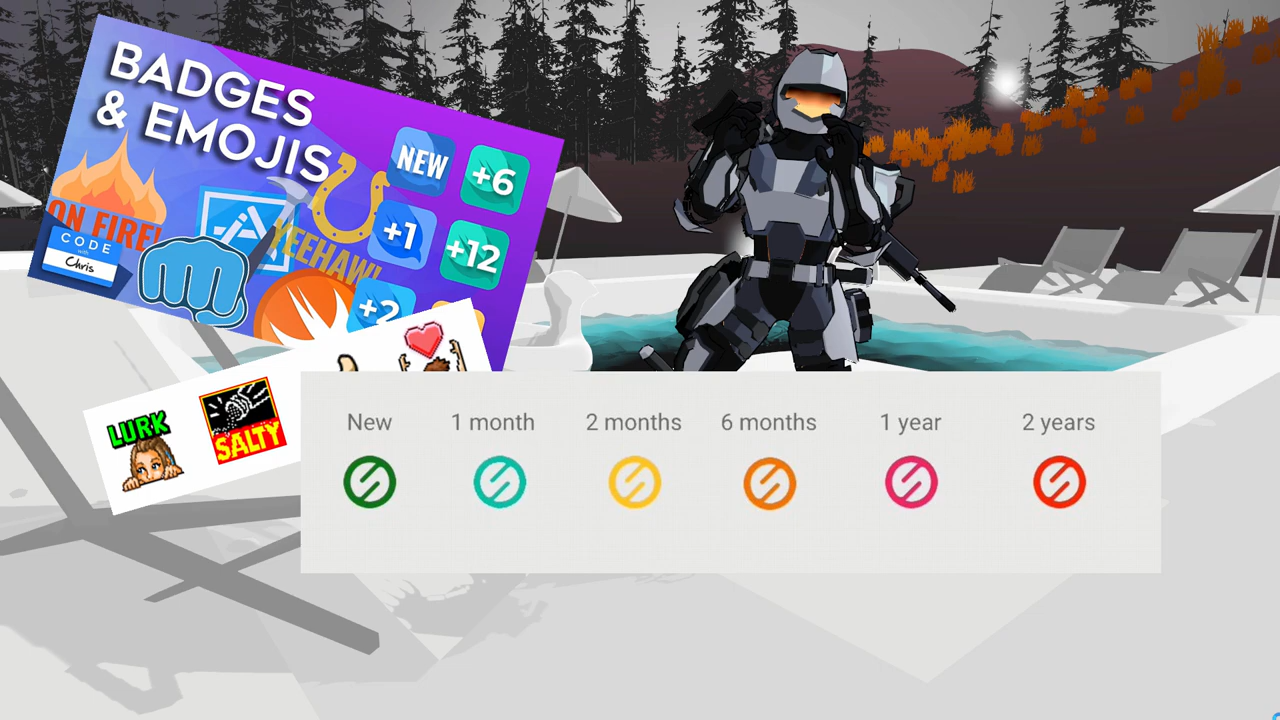 BADGES
& EMOJIS
NEW
+6
ON FIRE!
YEEHAW!
+1
+12
CODE
with
Chris
+2
LURK
SALTY
New
1 month
2 months
6 months
1 year
2 years